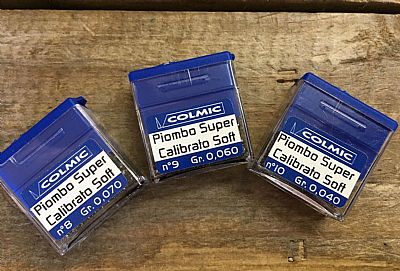 COLMIC
Piombo Super
Calibrato Soft
n°8 Gr.0,070
COLMIC
Piombo Super
Calibrato Soft
n°9 Gr.0,060
COLMIC
Piombo Super
Calibrato Soft
n°10 Gr.0,040